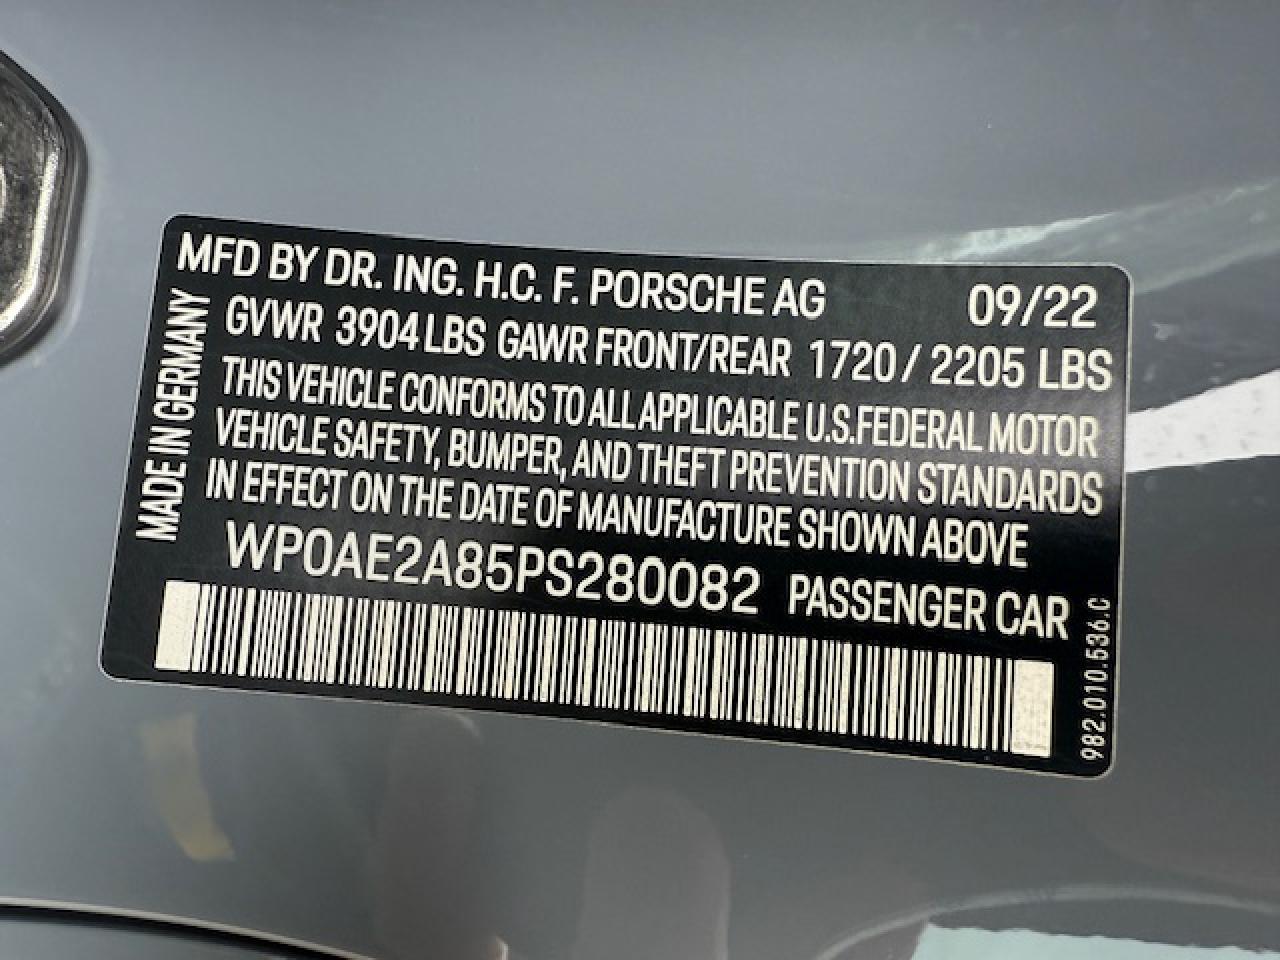 MFD BY DR. ING. H.C. F. PORSCHE AG 09/22
GVWR 3904 LBS GAWR FRONT/REAR 1720 / 2205 LBS
THIS VEHICLE CONFORMS TO ALL APPLICABLE U.S.FEDERAL MOTOR
VEHICLE SAFETY, BUMPER, AND THEFT PREVENTION STANDARDS
IN EFFECT ON THE DATE OF MANUFACTURE SHOWN ABOVE
WP0AE2A85PS280082 PASSENGER CAR
MADE IN GERMANY
982.010.536.C